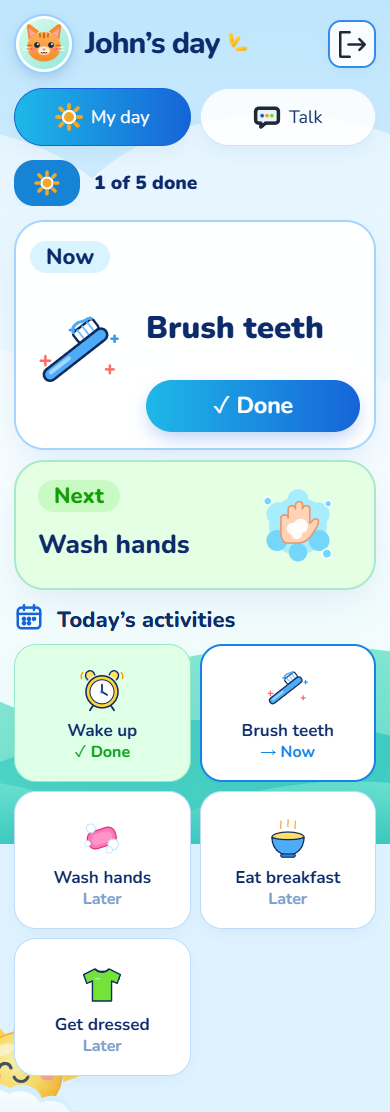 John's day
My day
Talk
1 of 5 done
Now
Brush teeth
✓ Done
Next
Wash hands
Today's activities
Wake up
✓ Done
Brush teeth
→ Now
Wash hands
Later
Eat breakfast
Later
Get dressed
Later